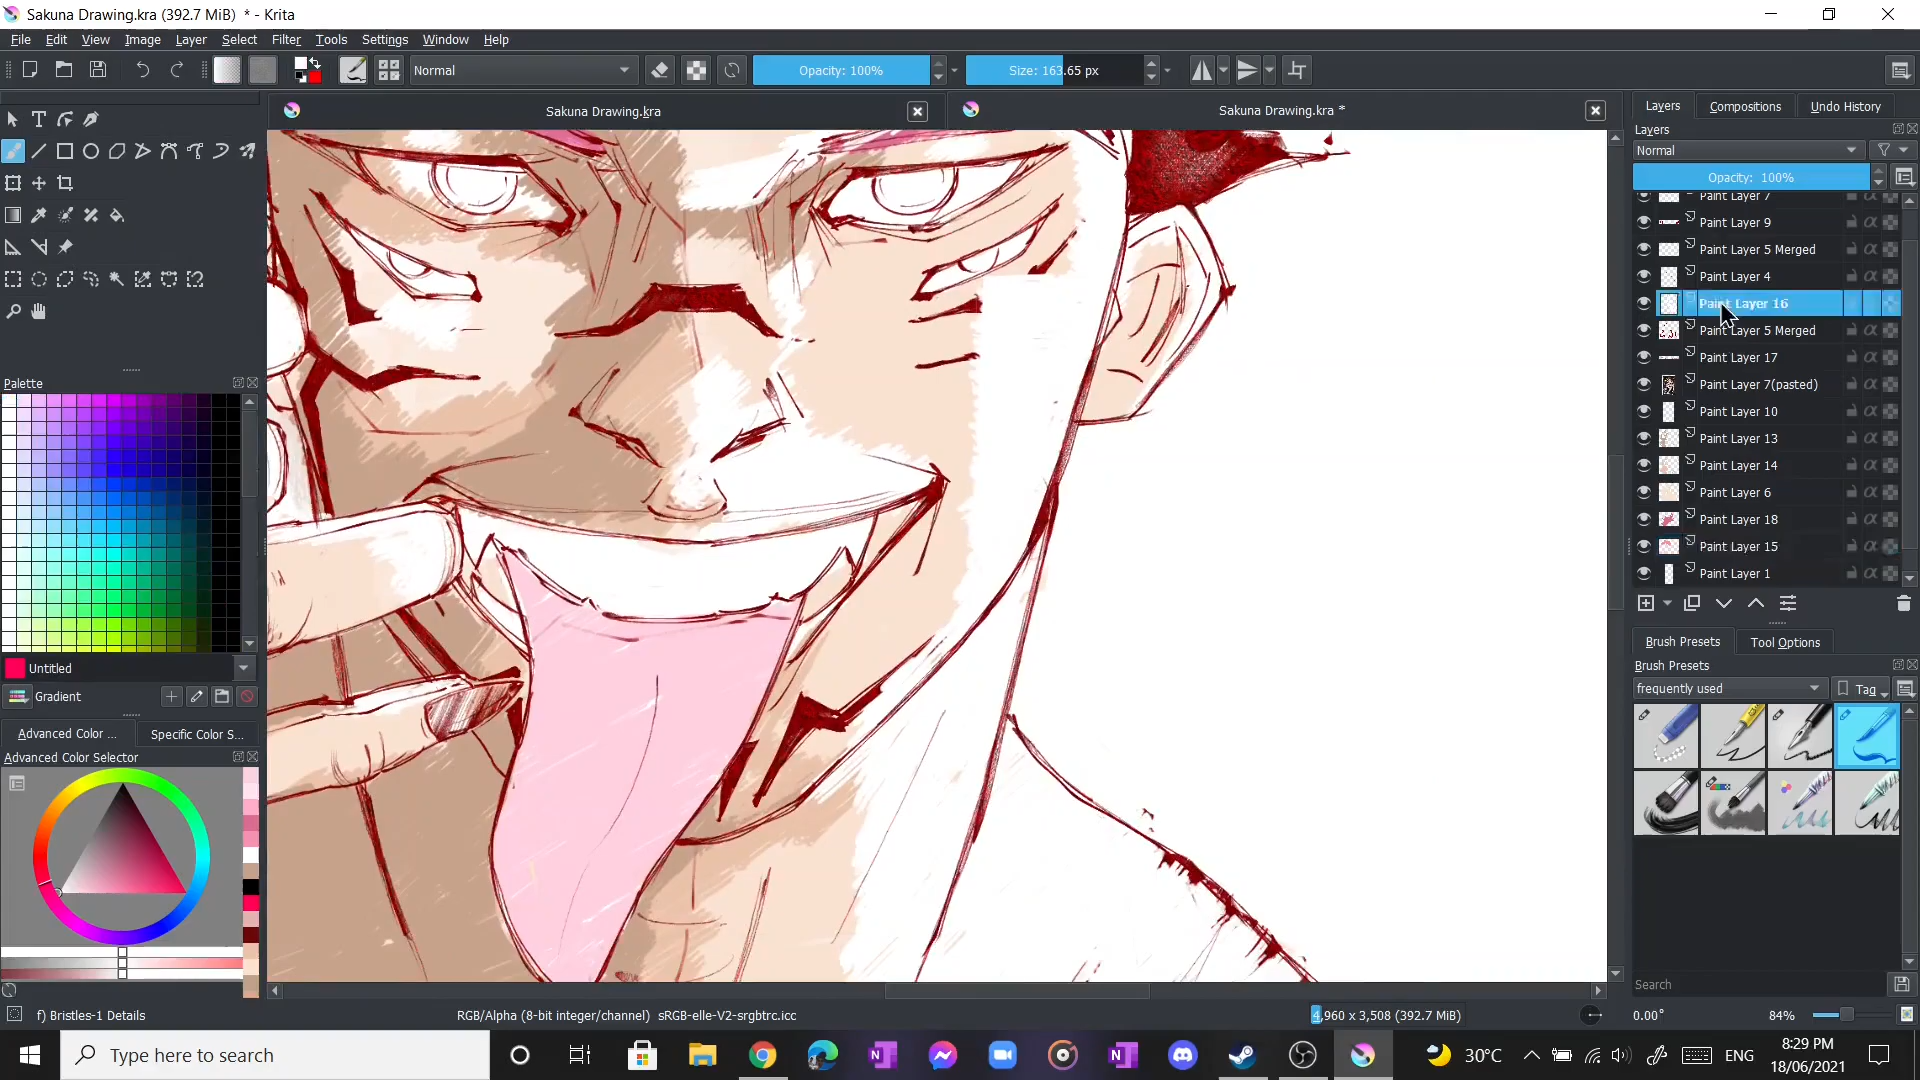 Sakuna Drawing.kra (392.7 MiB) * - Krita
File Edit View Image Layer Select Filter Tools Settings Window Help
Normal
Opacity: 100%
Size: 163.65 px
Sakuna Drawing.kra
Sakuna Drawing.kra *
Layers
Compositions
Undo History
Layers
Normal
Opacity: 100%
Paint Layer 7
Paint Layer 9
Paint Layer 5 Merged
Paint Layer 4
Paint Layer 16
Paint Layer 5 Merged
Paint Layer 17
Paint Layer 7(pasted)
Paint Layer 10
Paint Layer 13
Paint Layer 14
Paint Layer 6
Paint Layer 18
Paint Layer 15
Paint Layer 1
Palette
Untitled
Gradient
Advanced Color ...
Specific Color S...
Advanced Color Selector
Brush Presets
Tool Options
Brush Presets
frequently used
Tag
Search
f) Bristles-1 Details
RGB/Alpha (8-bit integer/channel) sRGB-elle-V2-srgbtrc.icc
4,960 x 3,508 (392.7 MiB)
0.00°
84%
Type here to search
30°C
ENG
8:29 PM
18/06/2021